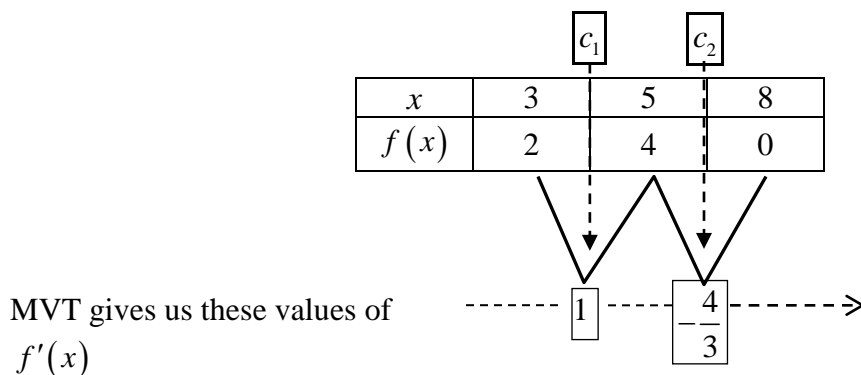 c₁ c₂
x 3 5 8
f(x) 2 4 0
MVT gives us these values of 1 -4/3
f′(x)